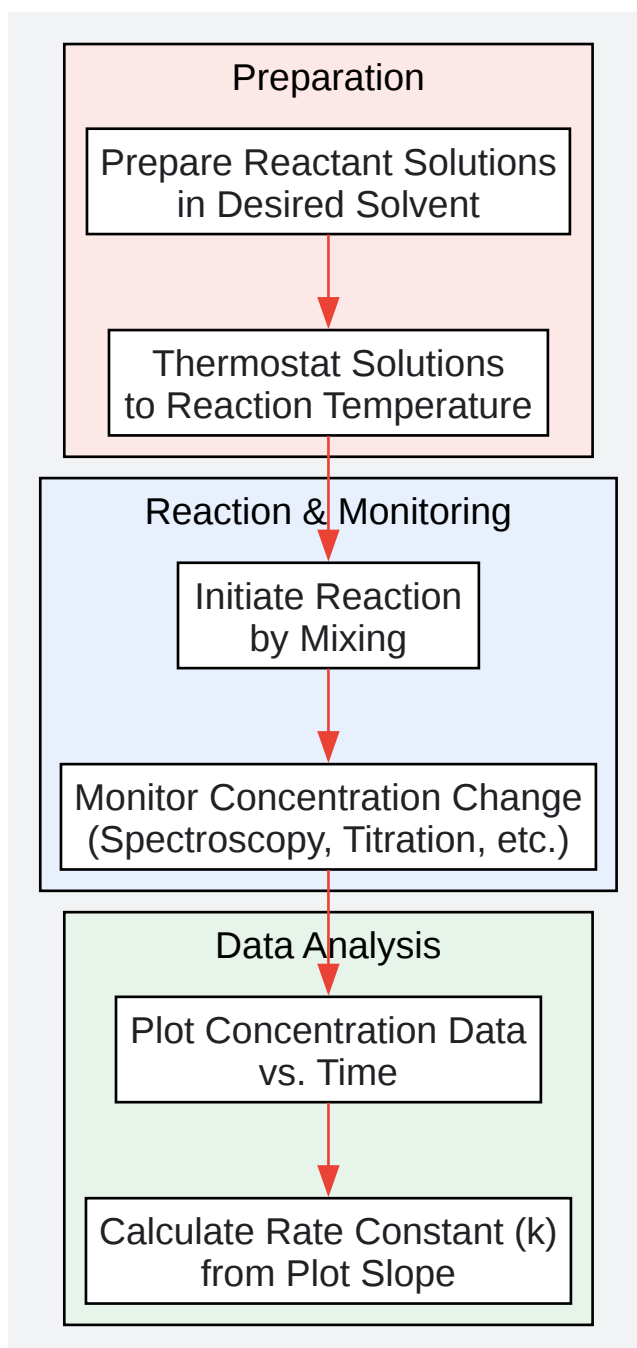 Preparation
Prepare Reactant Solutions
in Desired Solvent
Thermostat Solutions
to Reaction Temperature
Reaction & Monitoring
Initiate Reaction
by Mixing
Monitor Concentration Change
(Spectroscopy, Titration, etc.)
Data Analysis
Plot Concentration Data
vs. Time
Calculate Rate Constant (k)
from Plot Slope